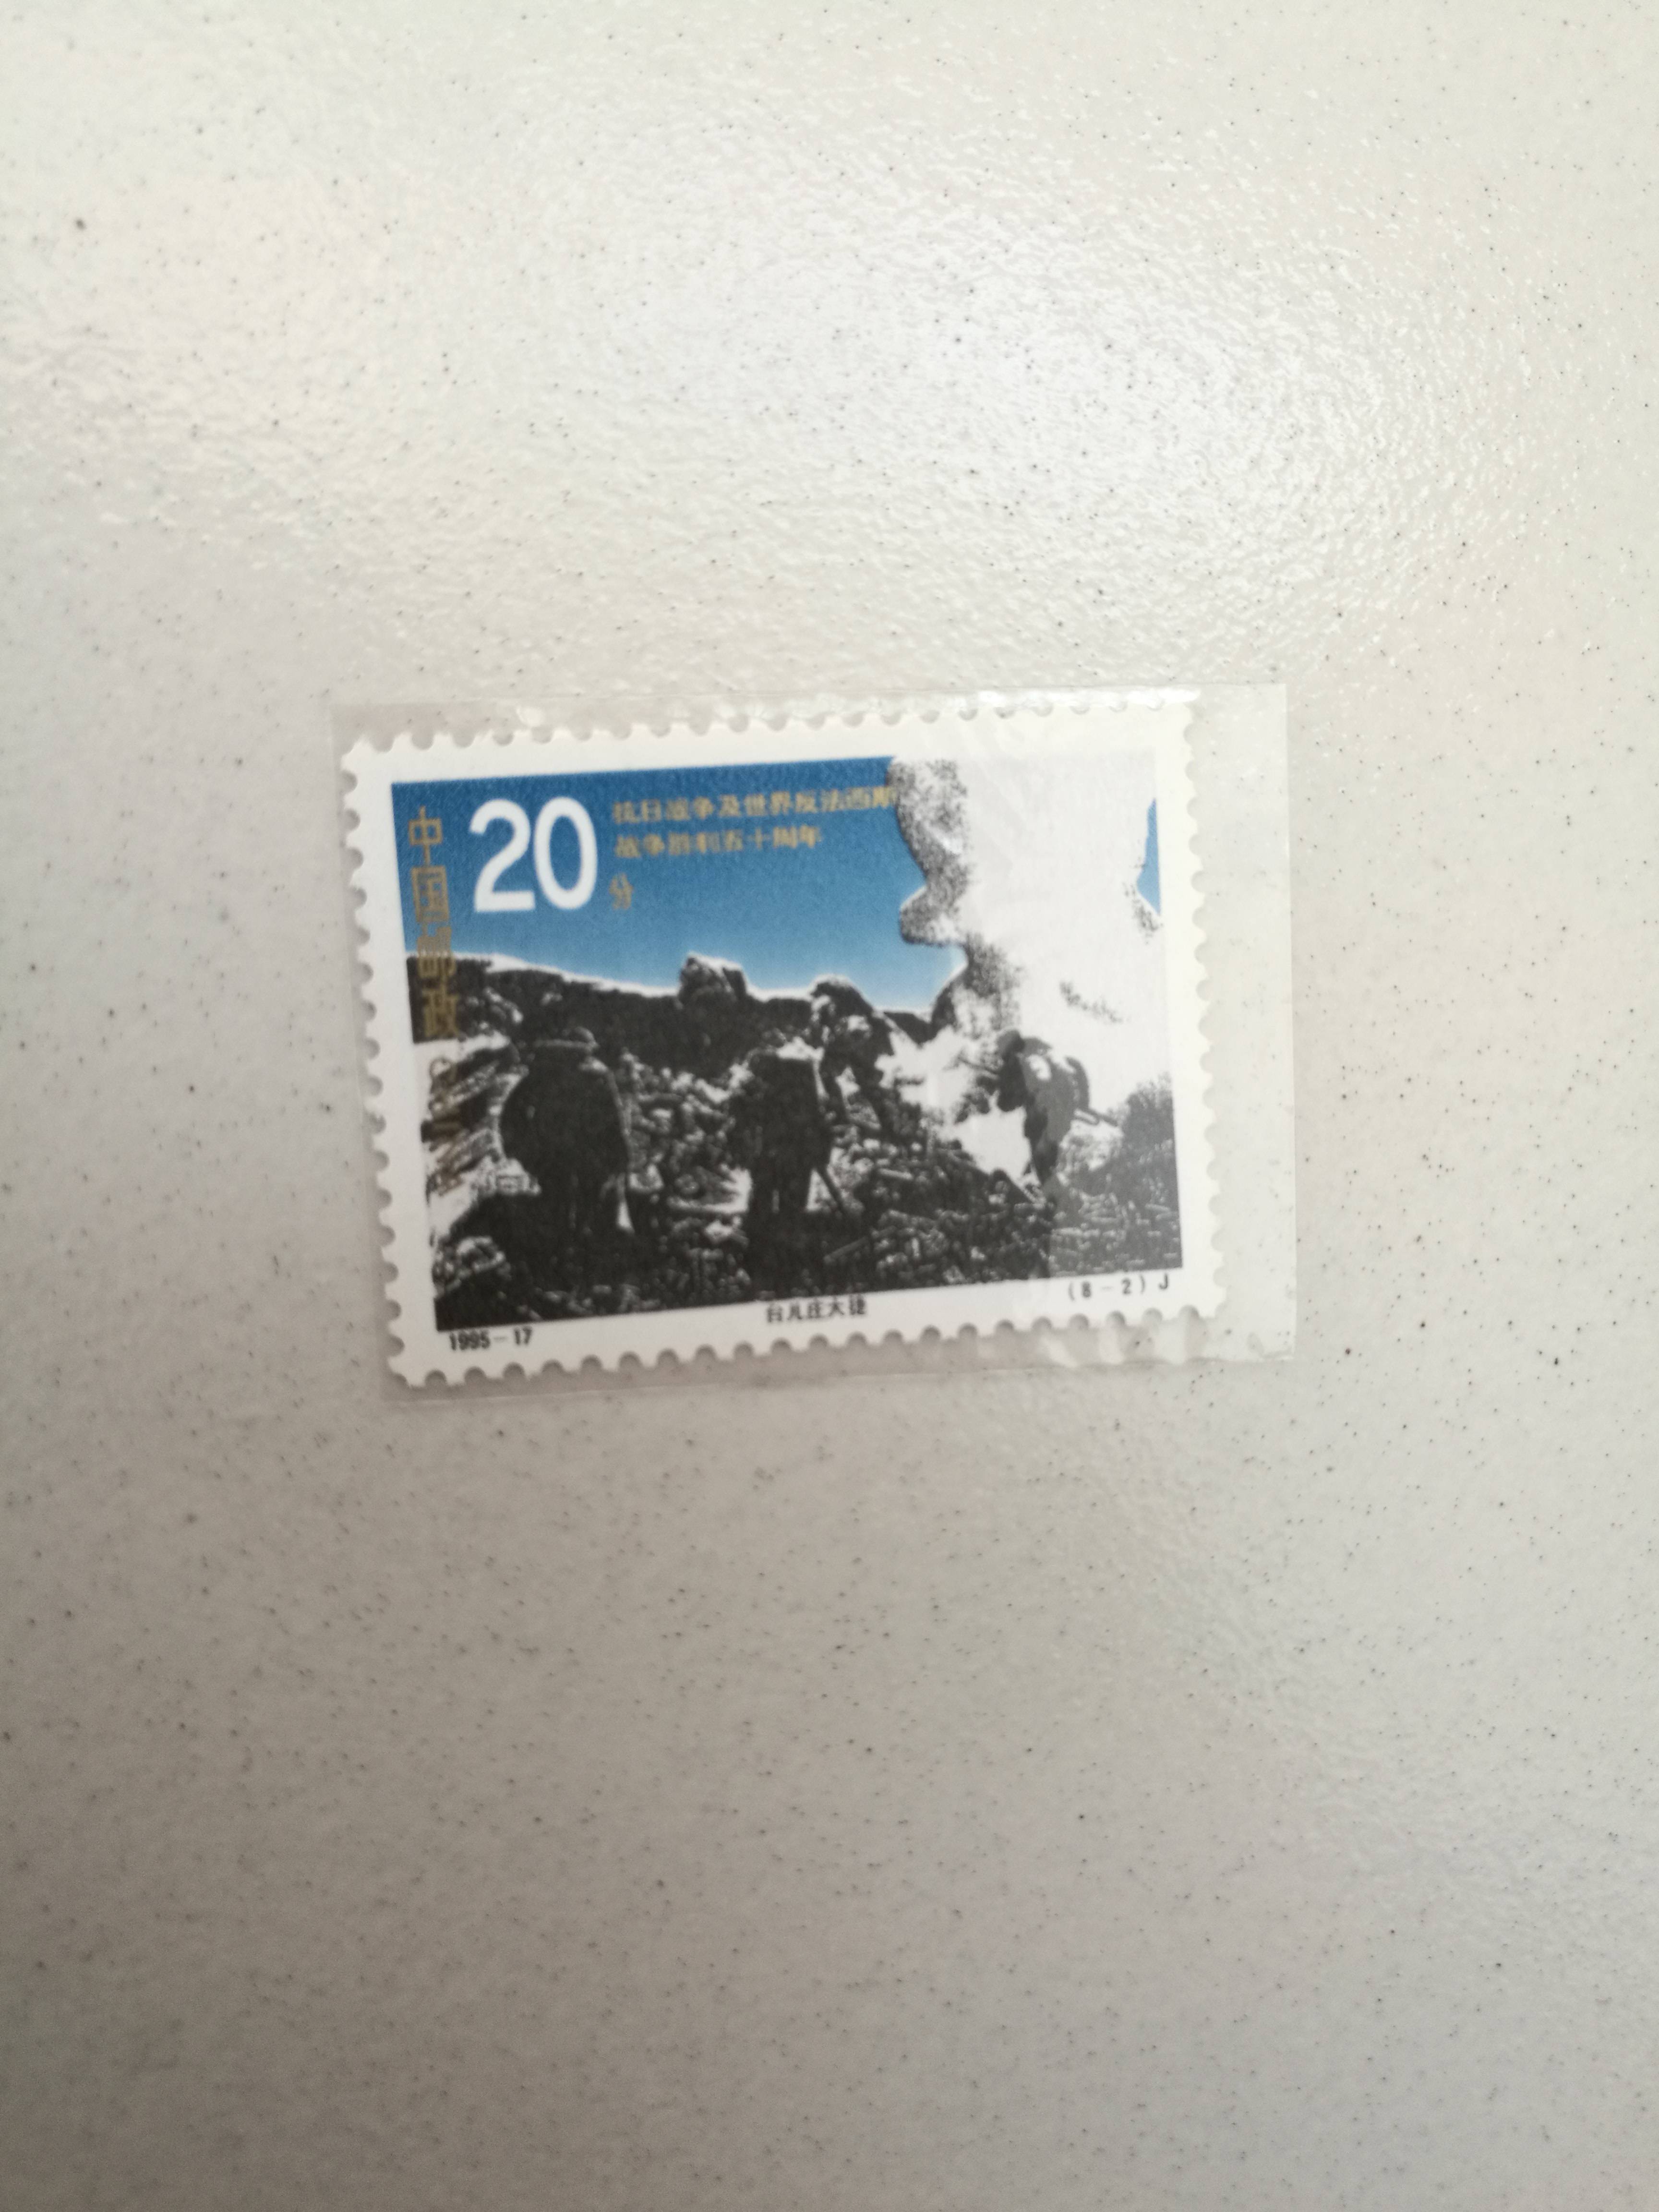 中国邮政
CHINA
20
抗日战争及世界反法西斯
战争胜利五十周年
分
1995-17
台儿庄大捷
(8-2)J